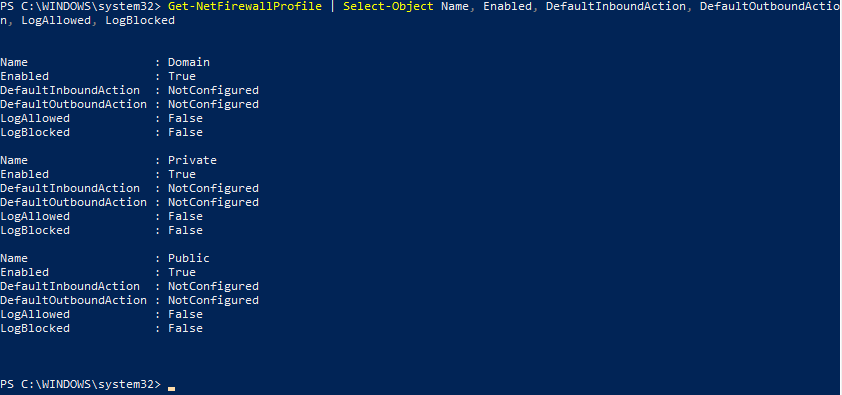 PS C:\WINDOWS\system32> Get-NetFirewallProfile | Select-Object Name, Enabled, DefaultInboundAction, DefaultOutboundActio
n, LogAllowed, LogBlocked
Name                  : Domain
Enabled               : True
DefaultInboundAction  : NotConfigured
DefaultOutboundAction : NotConfigured
LogAllowed            : False
LogBlocked            : False
Name                  : Private
Enabled               : True
DefaultInboundAction  : NotConfigured
DefaultOutboundAction : NotConfigured
LogAllowed            : False
LogBlocked            : False
Name                  : Public
Enabled               : True
DefaultInboundAction  : NotConfigured
DefaultOutboundAction : NotConfigured
LogAllowed            : False
LogBlocked            : False
PS C:\WINDOWS\system32>